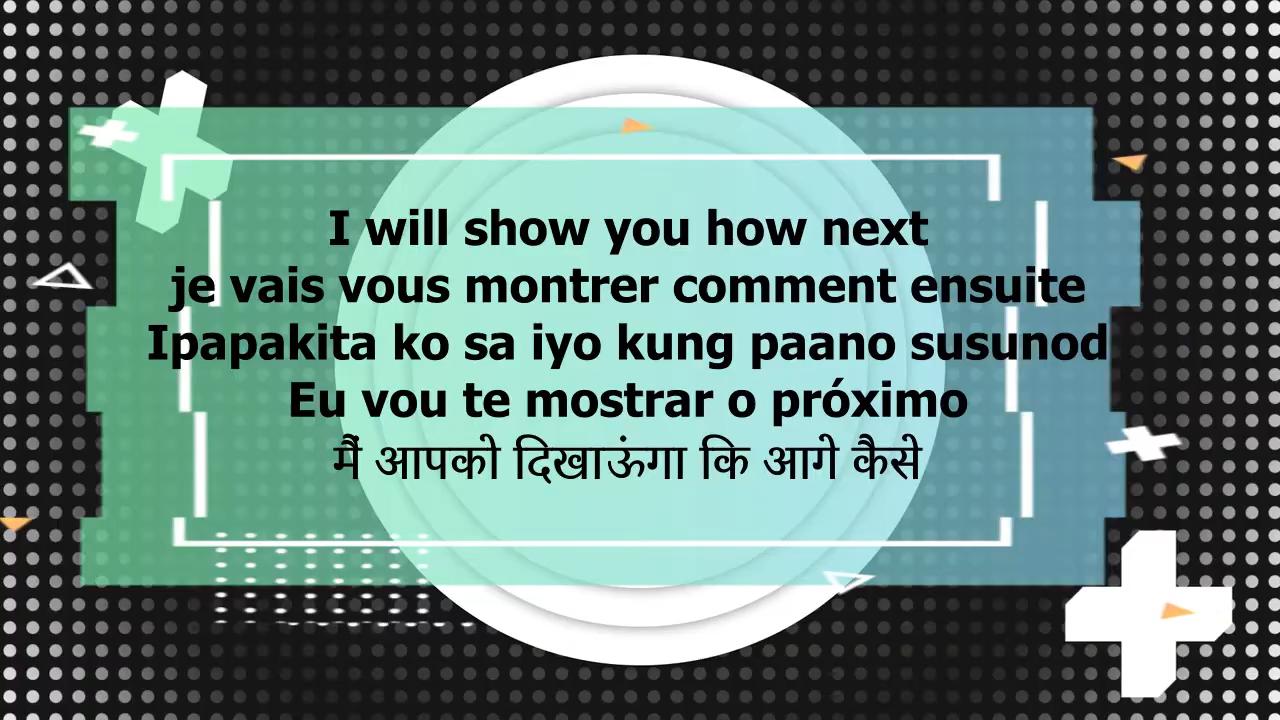 I will show you how next
je vais vous montrer comment ensuite
Ipapakita ko sa iyo kung paano susunod
Eu vou te mostrar o próximo
मैं आपको दिखाऊंगा कि आगे कैसे